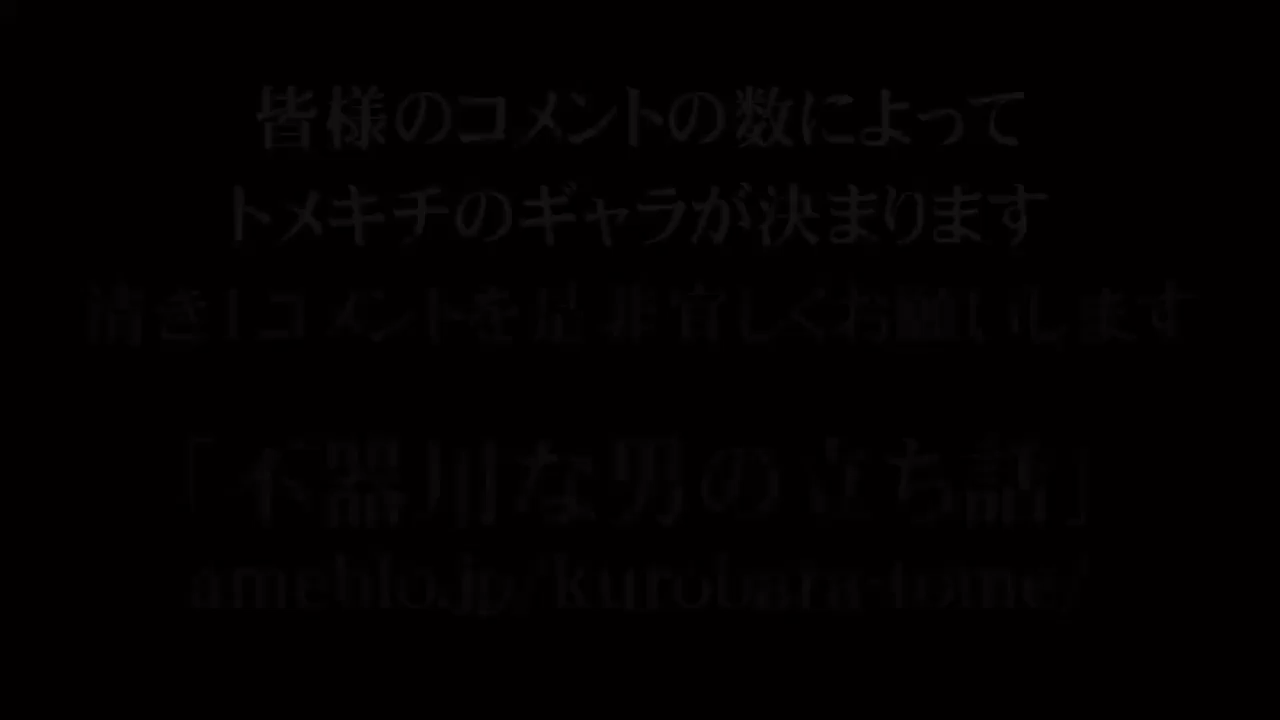 皆様のコメントの数によって
トメキチのギャラが決まります
清き1コメントを是非宜しくお願いします
「不器用な男の立ち話」
ameblo.jp/kurobara-tome/